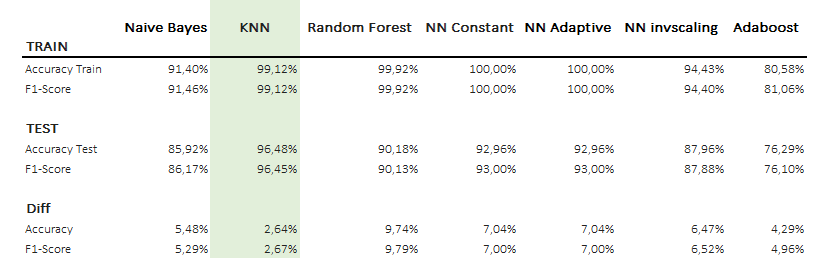 Naive Bayes KNN Random Forest NN Constant NN Adaptive NN invscaling Adaboost
TRAIN
Accuracy Train 91,40% 99,12% 99,92% 100,00% 100,00% 94,43% 80,58%
F1-Score 91,46% 99,12% 99,92% 100,00% 100,00% 94,40% 81,06%
TEST
Accuracy Test 85,92% 96,48% 90,18% 92,96% 92,96% 87,96% 76,29%
F1-Score 86,17% 96,45% 90,13% 93,00% 93,00% 87,88% 76,10%
Diff
Accuracy 5,48% 2,64% 9,74% 7,04% 7,04% 6,47% 4,29%
F1-Score 5,29% 2,67% 9,79% 7,00% 7,00% 6,52% 4,96%